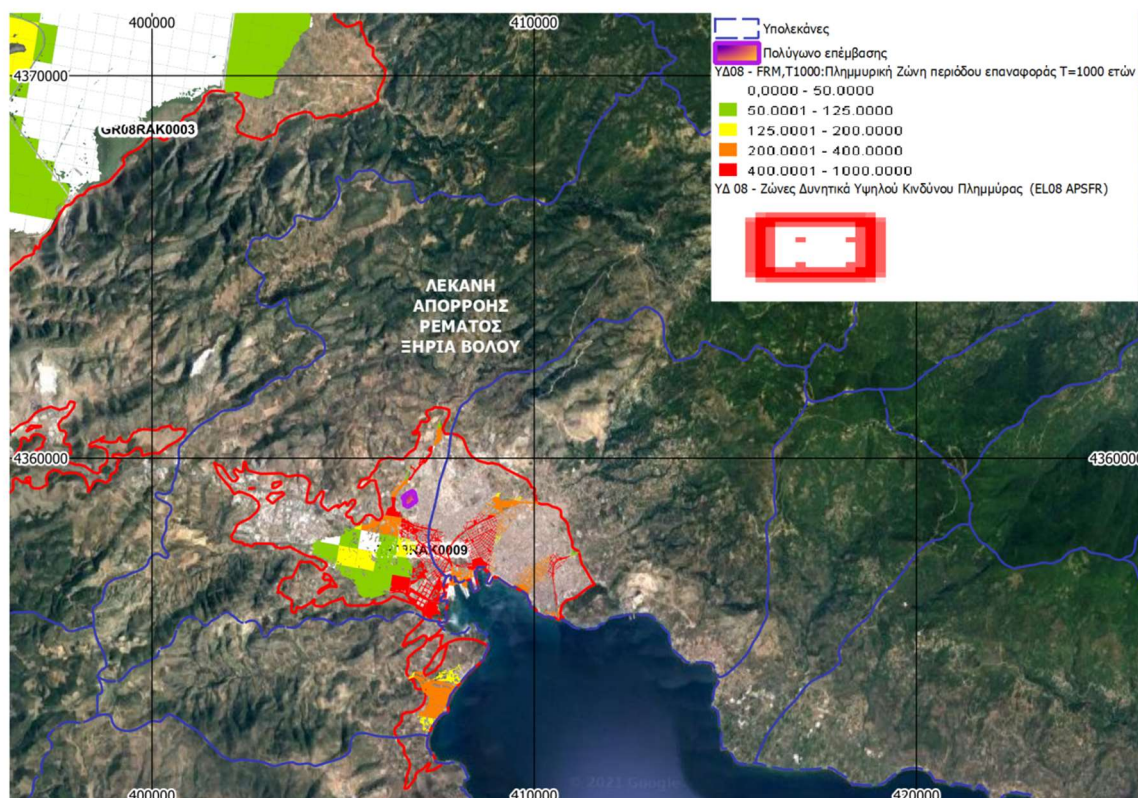 400000
410000
4370000
Υπολεκάνες
Πολύγωνο επέμβασης
ΥΔ08 - FRM,T1000:Πλημμυρική Ζώνη περιόδου επαναφοράς Τ=1000 ετών
0,0000 - 50.0000
50.0001 - 125.0000
125.0001 - 200.0000
200.0001 - 400.0000
400.0001 - 1000.0000
ΥΔ 08 - Ζώνες Δυνητικά Υψηλού Κινδύνου Πλημμύρας (EL08 APSFR)
GR08RAK0003
ΛΕΚΑΝΗ
ΑΠΟΡΡΟΗΣ
ΡΕΜΑΤΟΣ
ΞΗΡΙΑ ΒΟΛΟΥ
4360000
4360000
RAK0009
© 2021 Google
400000
410000
420000